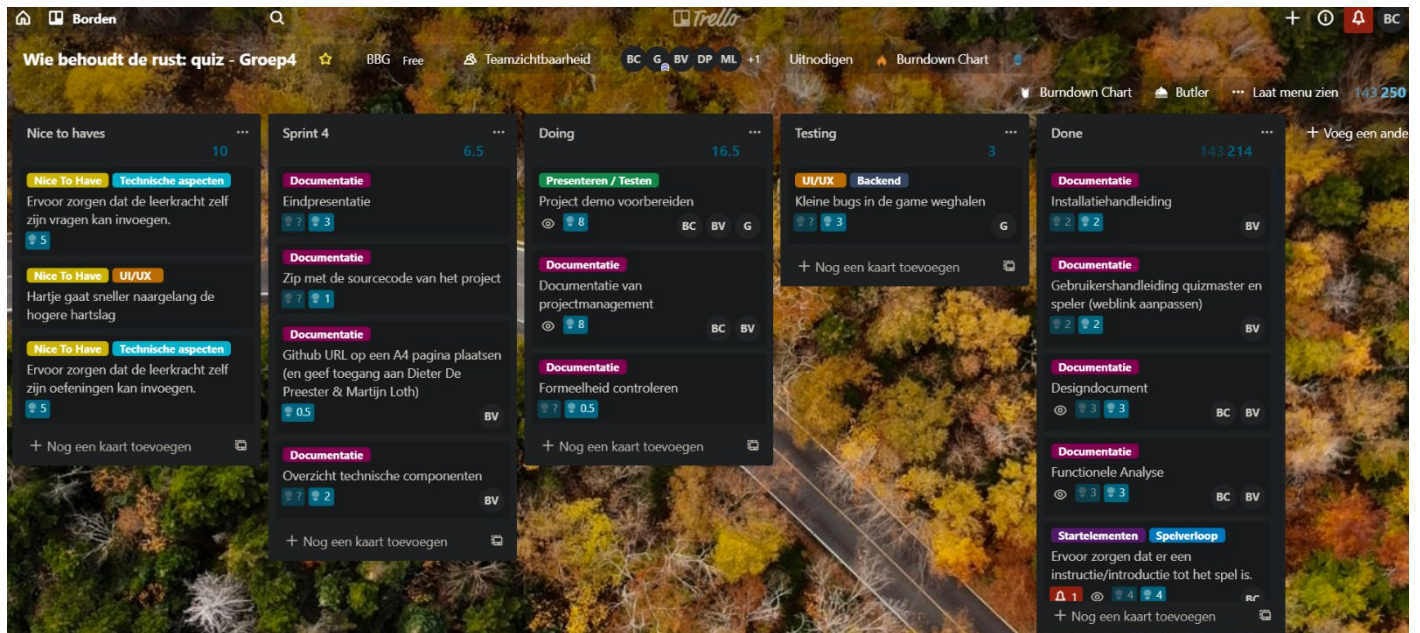 Borden
Trello
BC
Wie behoudt de rust: quiz - Groep4
BBG Free
Teamzichtbaarheid
BC G BV DP ML +1
Uitnodigen
Burndown Chart
Burndown Chart
Butler
Laat menu zien
143 250
Nice to haves
10
Nice To Have Technische aspecten
Ervoor zorgen dat de leerkracht zelf
zijn vragen kan invoegen.
5
Nice To Have UI/UX
Hartje gaat sneller naargelang de
hogere hartslag
Nice To Have Technische aspecten
Ervoor zorgen dat de leerkracht zelf
zijn oefeningen kan invoegen.
5
+ Nog een kaart toevoegen
Sprint 4
6.5
Documentatie
Eindpresentatie
? 3
Documentatie
Zip met de sourcecode van het project
? 1
Documentatie
Github URL op een A4 pagina plaatsen
(en geef toegang aan Dieter De
Preester & Martijn Loth)
0.5
BV
Documentatie
Overzicht technische componenten
? 2
BV
+ Nog een kaart toevoegen
Doing
16.5
Presenteren / Testen
Project demo voorbereiden
8
BC BV G
Documentatie
Documentatie van
projectmanagement
8
BC BV
Documentatie
Formeelheid controleren
? 0.5
+ Nog een kaart toevoegen
Testing
3
UI/UX Backend
Kleine bugs in de game weghalen
? 3
G
+ Nog een kaart toevoegen
Done
143 214
Documentatie
Installatiehandleiding
2 2
BV
Documentatie
Gebruikershandleiding quizmaster en
speler (weblink aanpassen)
2 2
BV
Documentatie
Designdocument
3 3
BC BV
Documentatie
Functionele Analyse
3 3
BC BV
Startelementen Spelverloop
Ervoor zorgen dat er een
instructie/introductie tot het spel is.
1 4 4
BC
+ Nog een kaart toevoegen
+ Voeg een ande